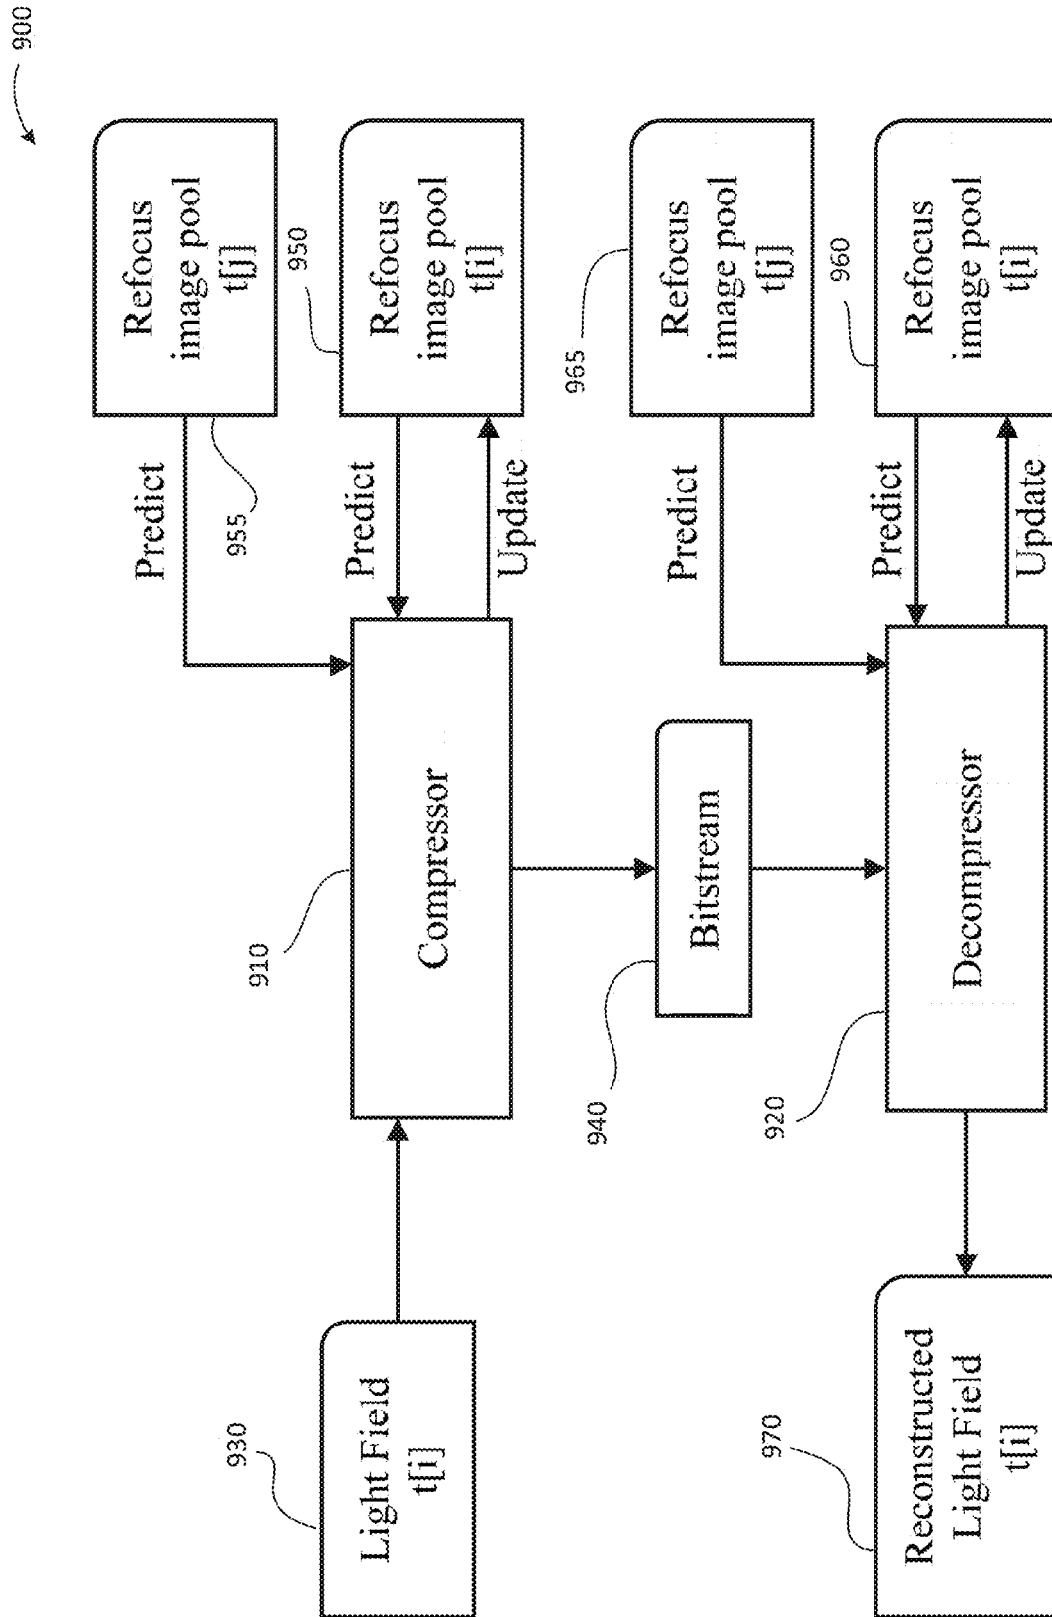 900
Predict
955
Refocus
image pool
t[j]
930
Light Field
t[i]
910
Compressor
Predict
Update
950
Refocus
image pool
t[i]
940
Bitstream
Predict
965
Refocus
image pool
t[j]
970
Reconstructed
Light Field
t[i]
920
Decompressor
Predict
Update
960
Refocus
image pool
t[i]